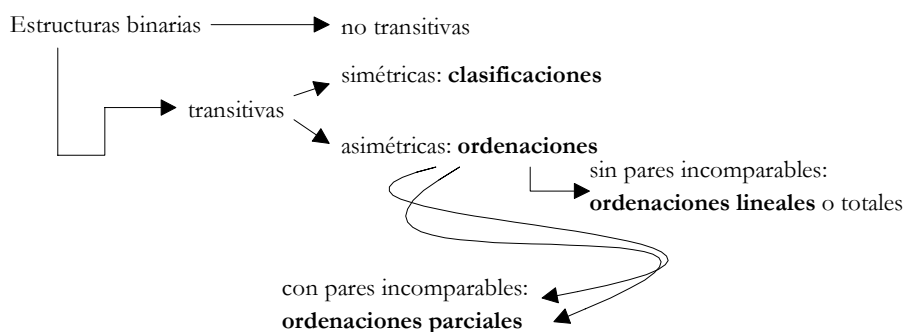 Estructuras binarias
no transitivas
simétricas: clasificaciones
transitivas
asimétricas: ordenaciones
sin pares incomparables:
ordenaciones lineales o totales
con pares incomparables:
ordenaciones parciales